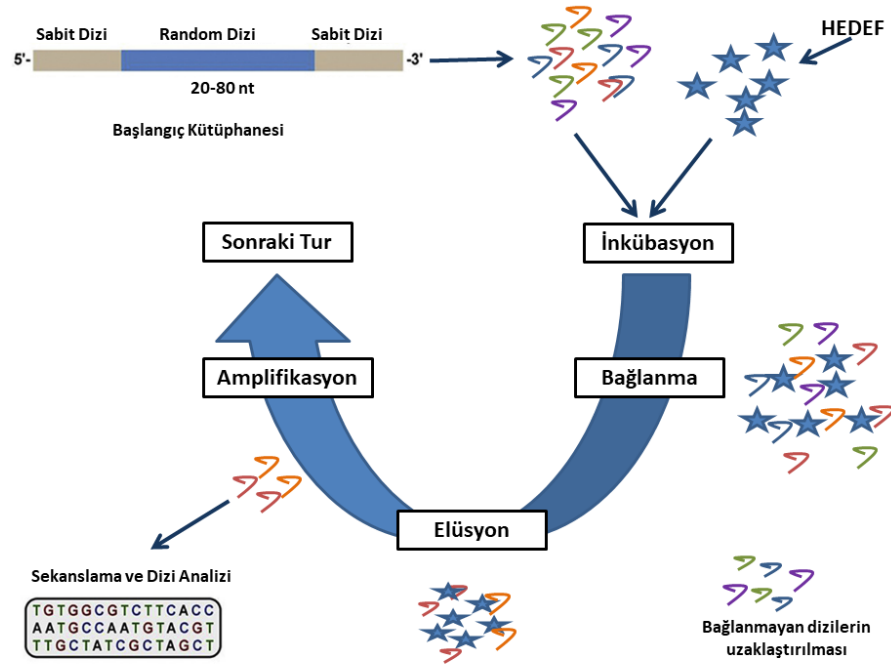 Sabit Dizi Random Dizi Sabit Dizi
5'- -3'
20-80 nt
Başlangıç Kütüphanesi
HEDEF
Sonraki Tur
İnkübasyon
Amplifikasyon
Bağlanma
Elüsyon
Sekanslama ve Dizi Analizi
TGTGGCGTCTTCACC
AATGCCAATGTACGT
TTGCTATCGCTAGCT
Bağlanmayan dizilerin
uzaklaştırılması